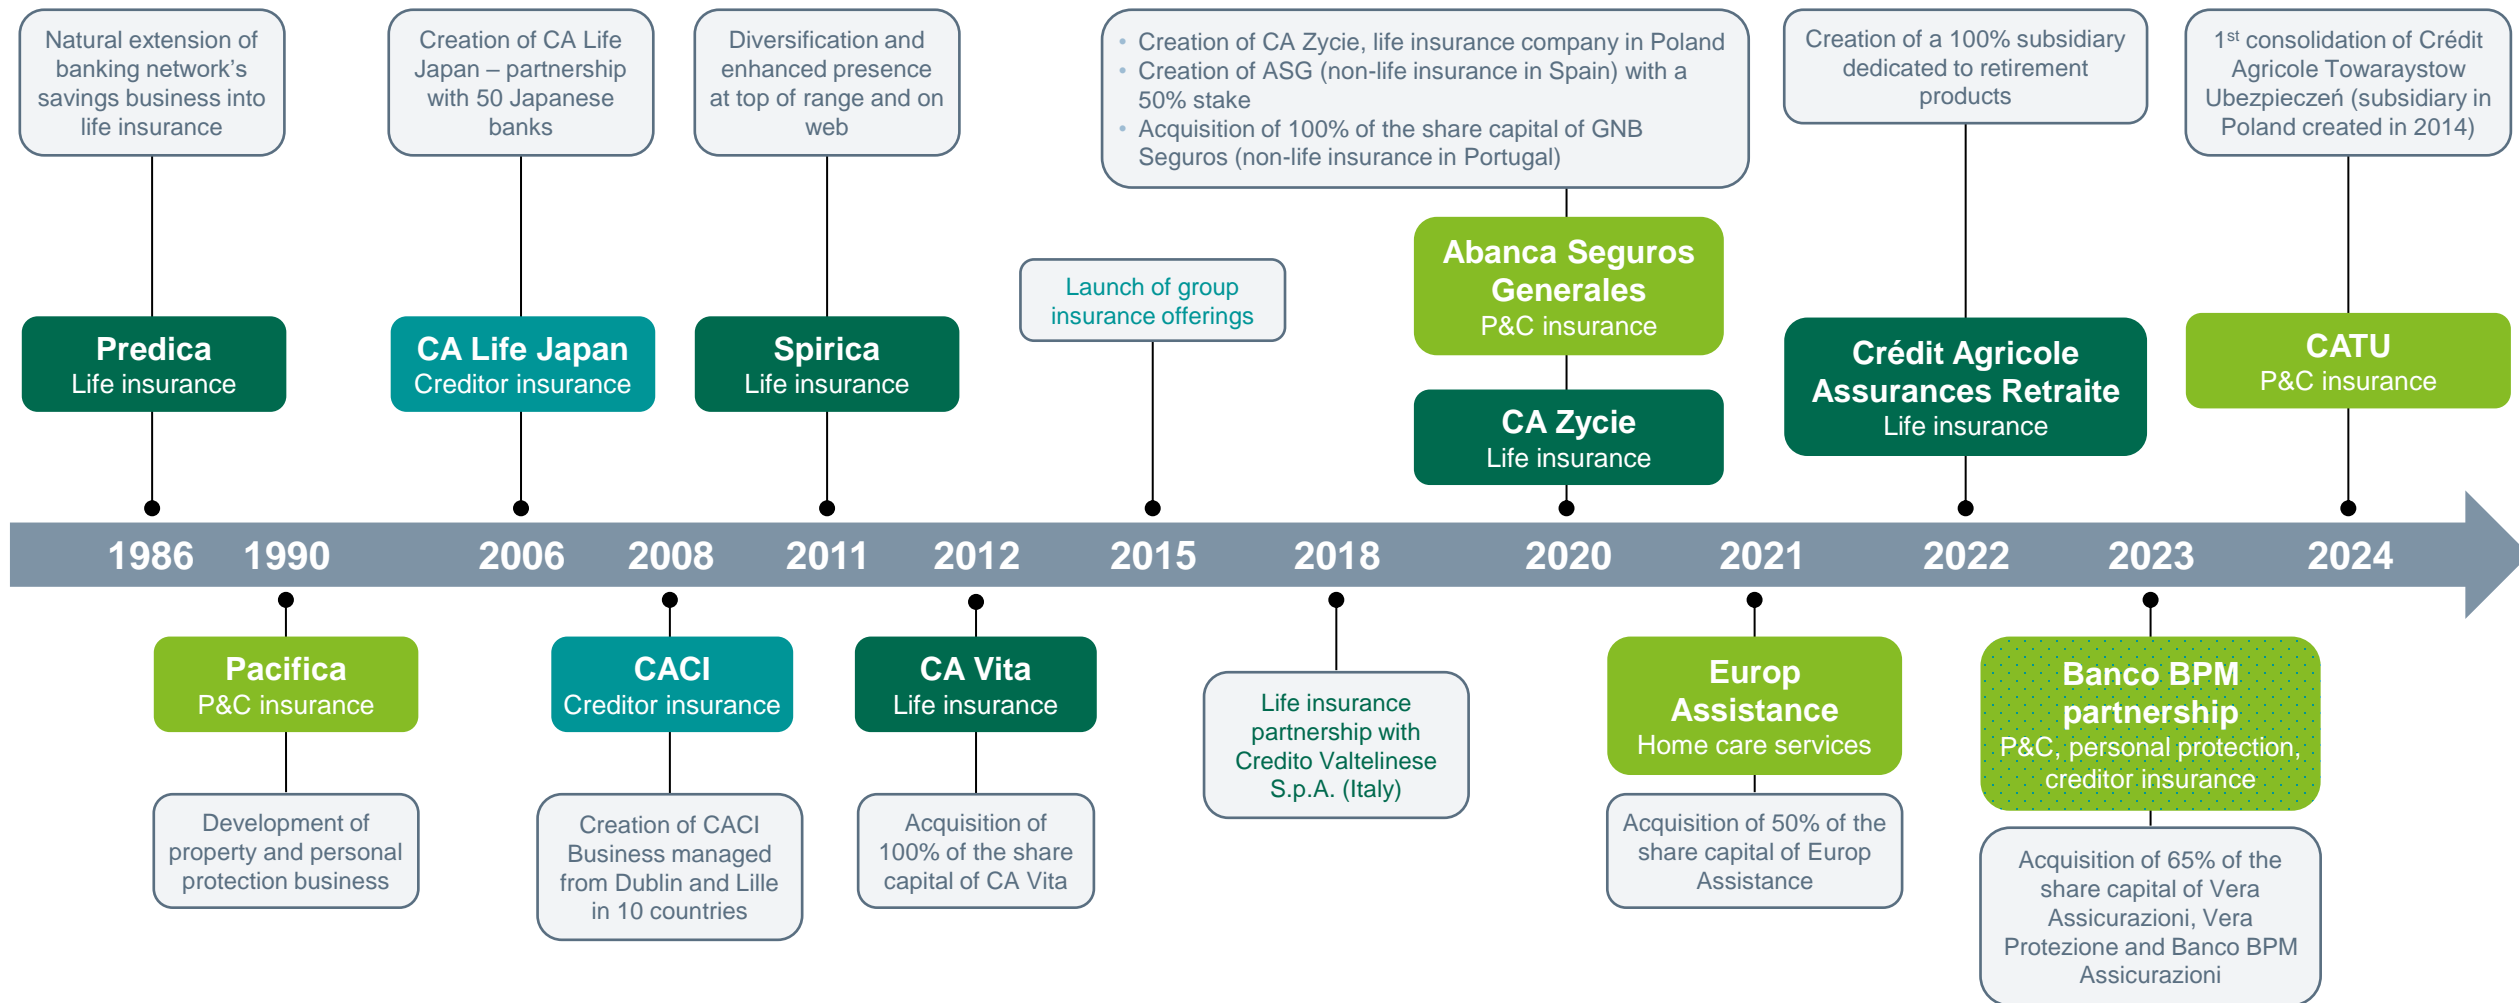 Natural extension of
banking network's
savings business into
life insurance
Creation of CA Life
Japan – partnership
with 50 Japanese
banks
Diversification and
enhanced presence
at top of range and on
web
• Creation of CA Zycie, life insurance company in Poland
• Creation of ASG (non-life insurance in Spain) with a
50% stake
• Acquisition of 100% of the share capital of GNB
Seguros (non-life insurance in Portugal)
Creation of a 100% subsidiary
dedicated to retirement
products
1st consolidation of Crédit
Agricole Towaraystow
Ubezpieczeń (subsidiary in
Poland created in 2014)
Predica
Life insurance
CA Life Japan
Creditor insurance
Spirica
Life insurance
Launch of group
insurance offerings
Abanca Seguros
Generales
P&C insurance
CA Zycie
Life insurance
Crédit Agricole
Assurances Retraite
Life insurance
CATU
P&C insurance
1986 1990 2006 2008 2011 2012 2015 2018 2020 2021 2022 2023 2024
Pacifica
P&C insurance
Development of
property and personal
protection business
CACI
Creditor insurance
Creation of CACI
Business managed
from Dublin and Lille
in 10 countries
CA Vita
Life insurance
Acquisition of
100% of the share
capital of CA Vita
Life insurance
partnership with
Credito Valtelinese
S.p.A. (Italy)
Europ
Assistance
Home care services
Acquisition of 50% of the
share capital of Europ
Assistance
Banco BPM
partnership
P&C, personal protection,
creditor insurance
Acquisition of 65% of the
share capital of Vera
Assicurazioni, Vera
Protezione and Banco BPM
Assicurazioni